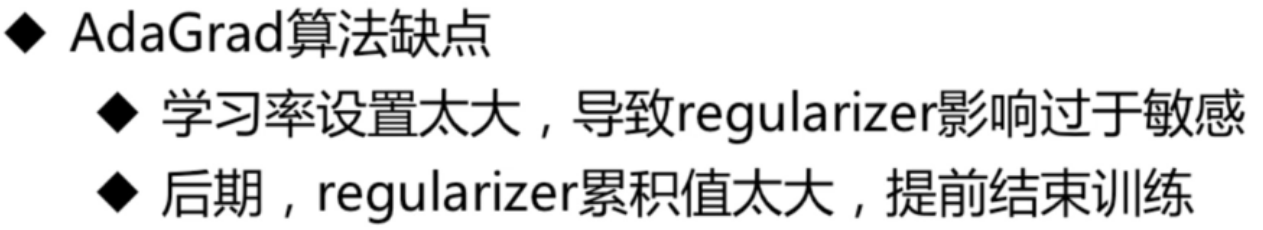 ◆ AdaGrad算法缺点
◆ 学习率设置太大，导致regularizer影响过于敏感
◆ 后期，regularizer累积值太大，提前结束训练